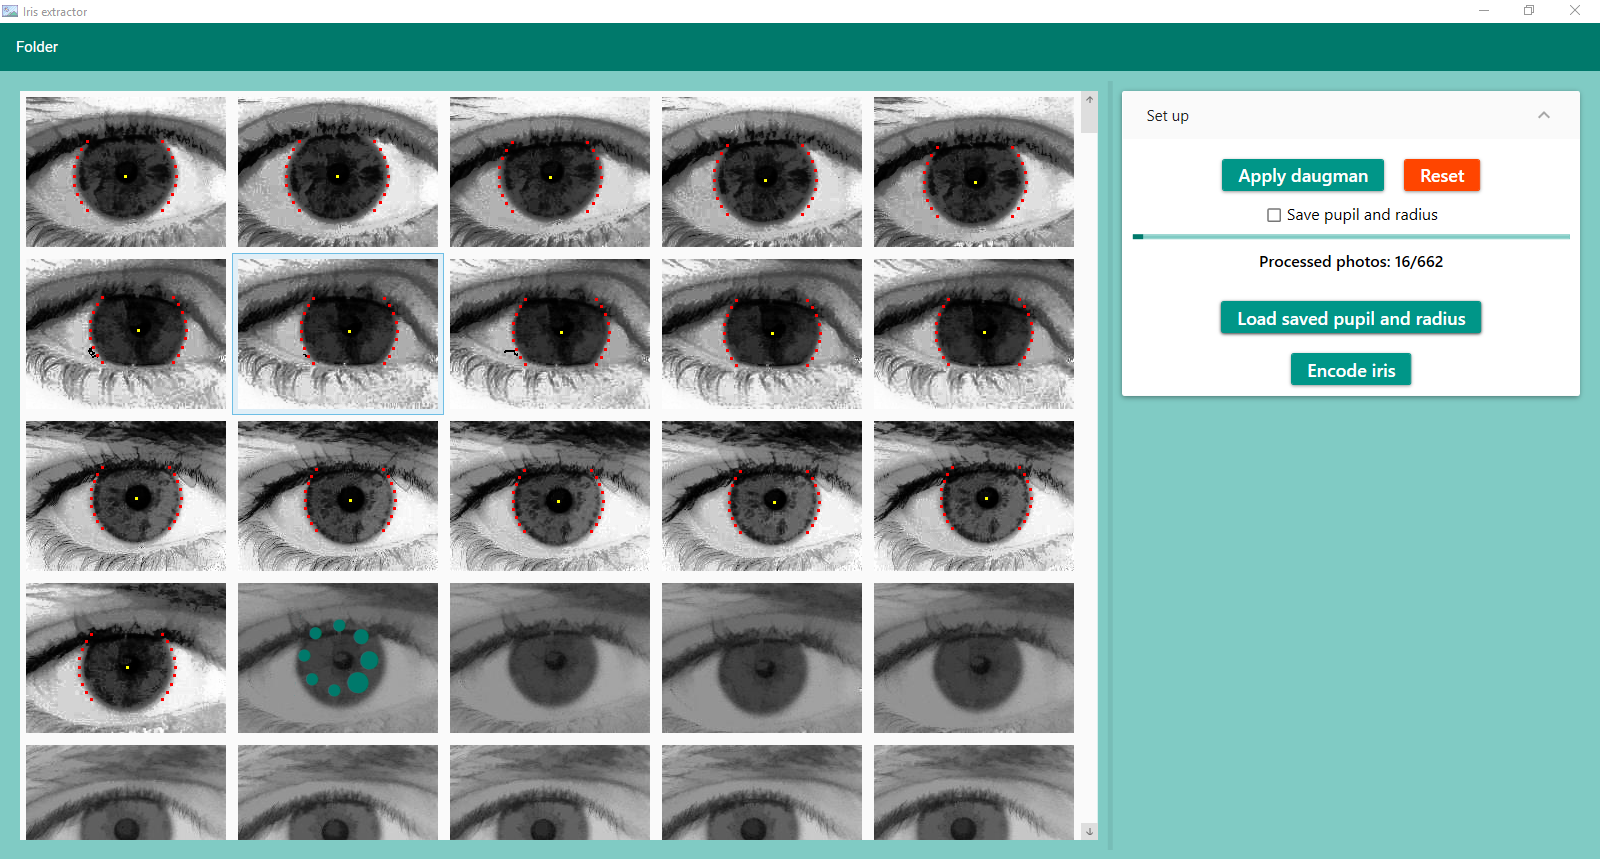 Iris extractor
Folder
Set up
Apply daugman
Reset
Save pupil and radius
Processed photos: 16/662
Load saved pupil and radius
Encode iris